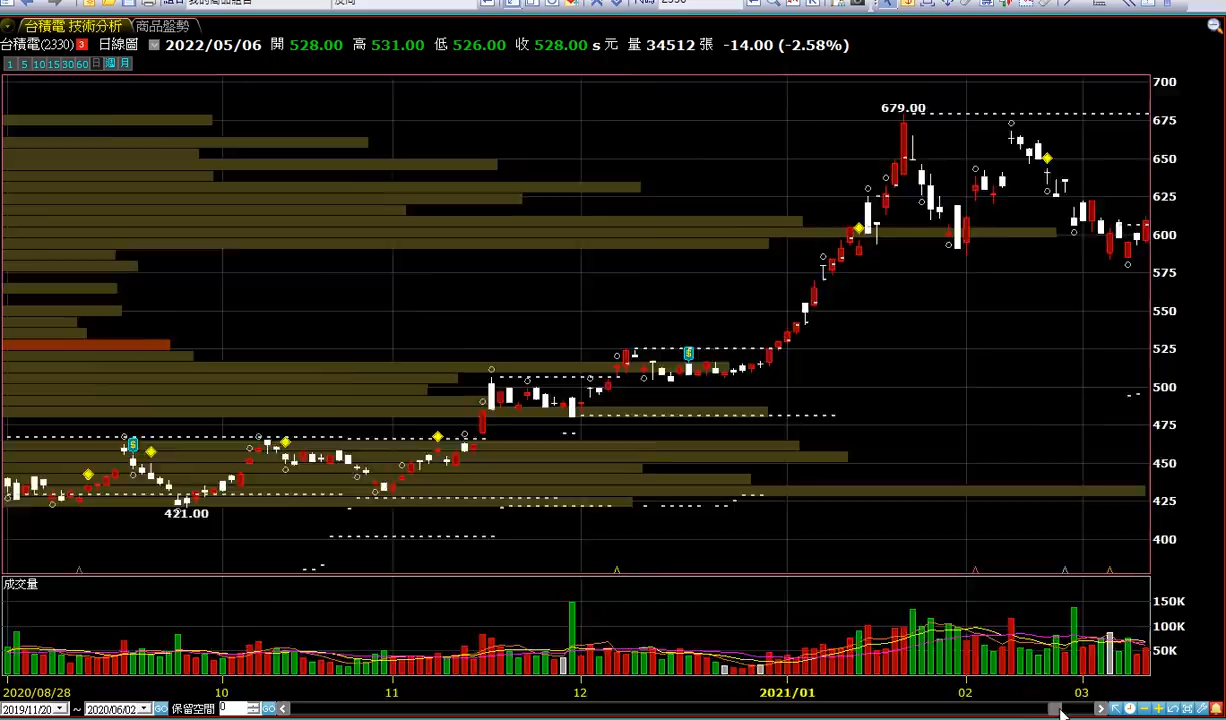 台積電 技術分析 商品盤勢
台積電(2330) 3 日線圖 2022/05/06 開 528.00 高 531.00 低 526.00 收 528.00 s 元 量 34512 張 -14.00 (-2.58%)
1 5 10 15 30 60 日 週 月
700
679.00
675
650
625
600
575
550
525
500
475
450
425
421.00
400
成交量
150K
100K
50K
2020/08/28 10 11 12 2021/01 02 03
2019/11/20 ~ 2020/06/02 GO 保留空間 0 GO